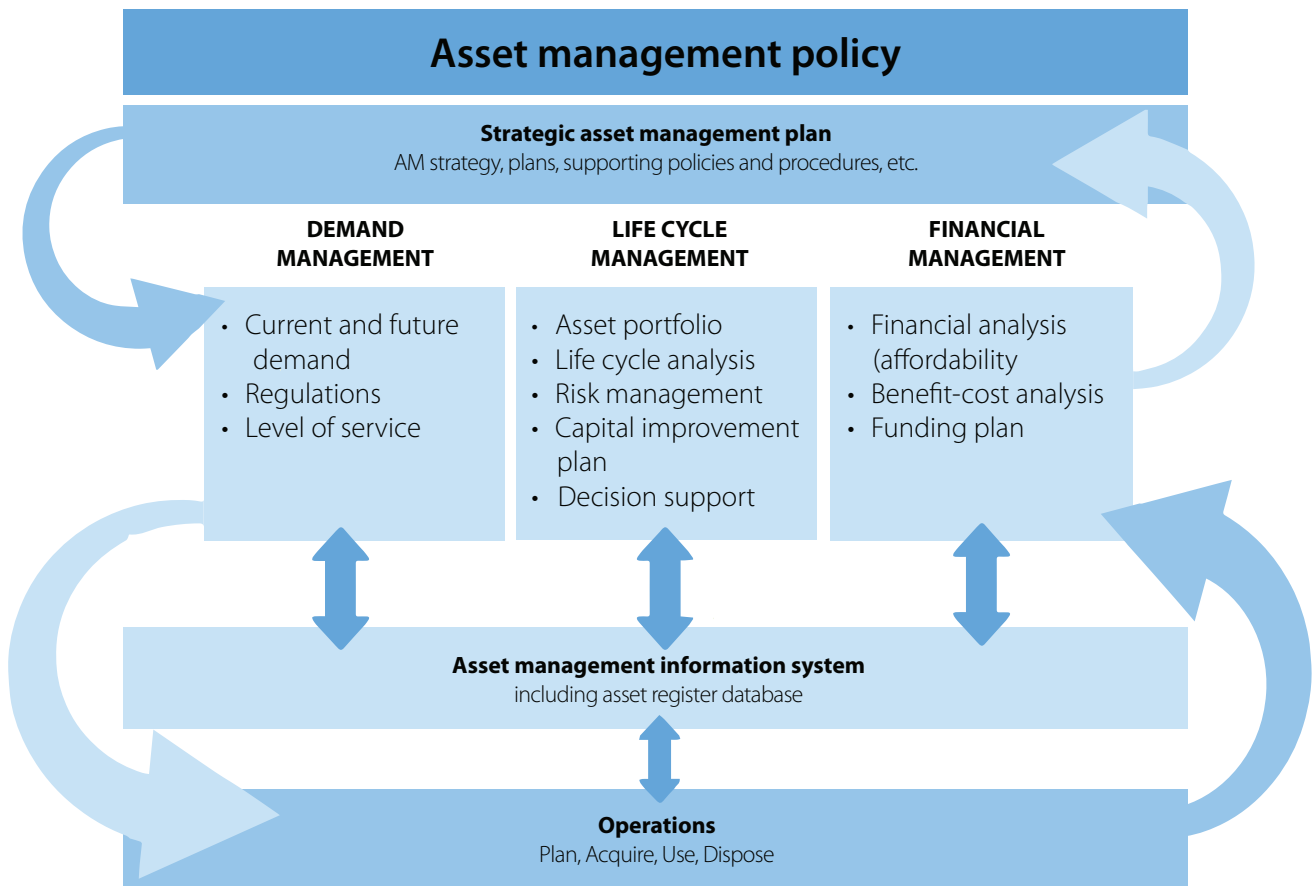 Asset management policy
Strategic asset management plan
AM strategy, plans, supporting policies and procedures, etc.
DEMAND
MANAGEMENT
• Current and future
demand
• Regulations
• Level of service
LIFE CYCLE
MANAGEMENT
• Asset portfolio
• Life cycle analysis
• Risk management
• Capital improvement
plan
• Decision support
FINANCIAL
MANAGEMENT
• Financial analysis
(affordability
• Benefit-cost analysis
• Funding plan
Asset management information system
including asset register database
Operations
Plan, Acquire, Use, Dispose